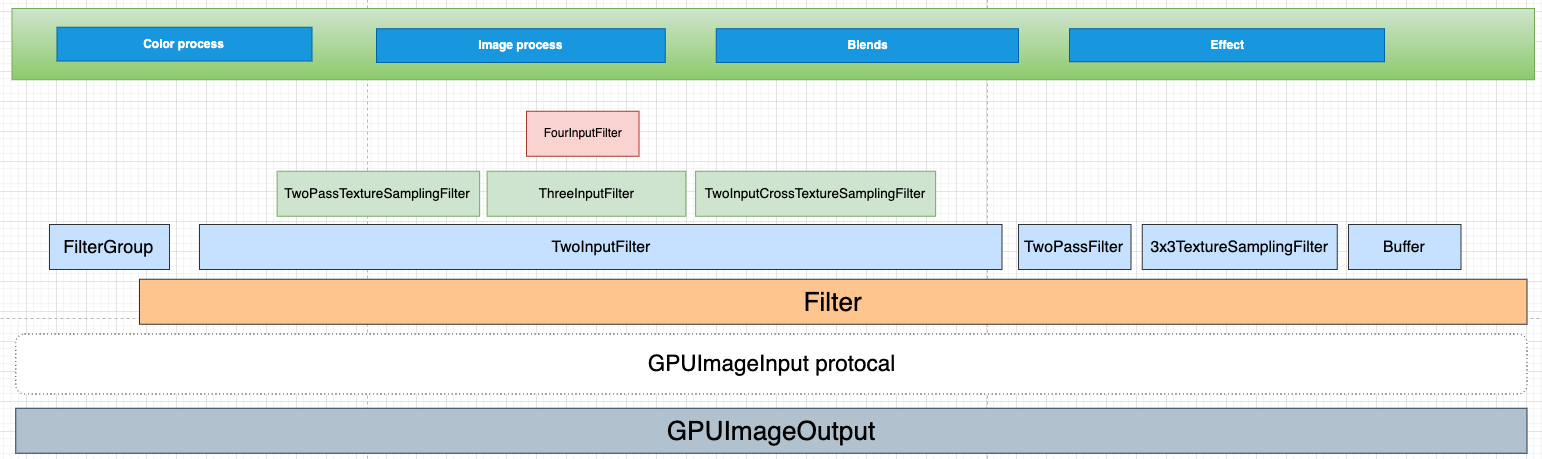 Color process
Image process
Blends
Effect
FourInputFilter
TwoPassTextureSamplingFilter
ThreeInputFilter
TwoInputCrossTextureSamplingFilter
FilterGroup
TwoInputFilter
TwoPassFilter
3x3TextureSamplingFilter
Buffer
Filter
GPUImageInput protocal
GPUImageOutput